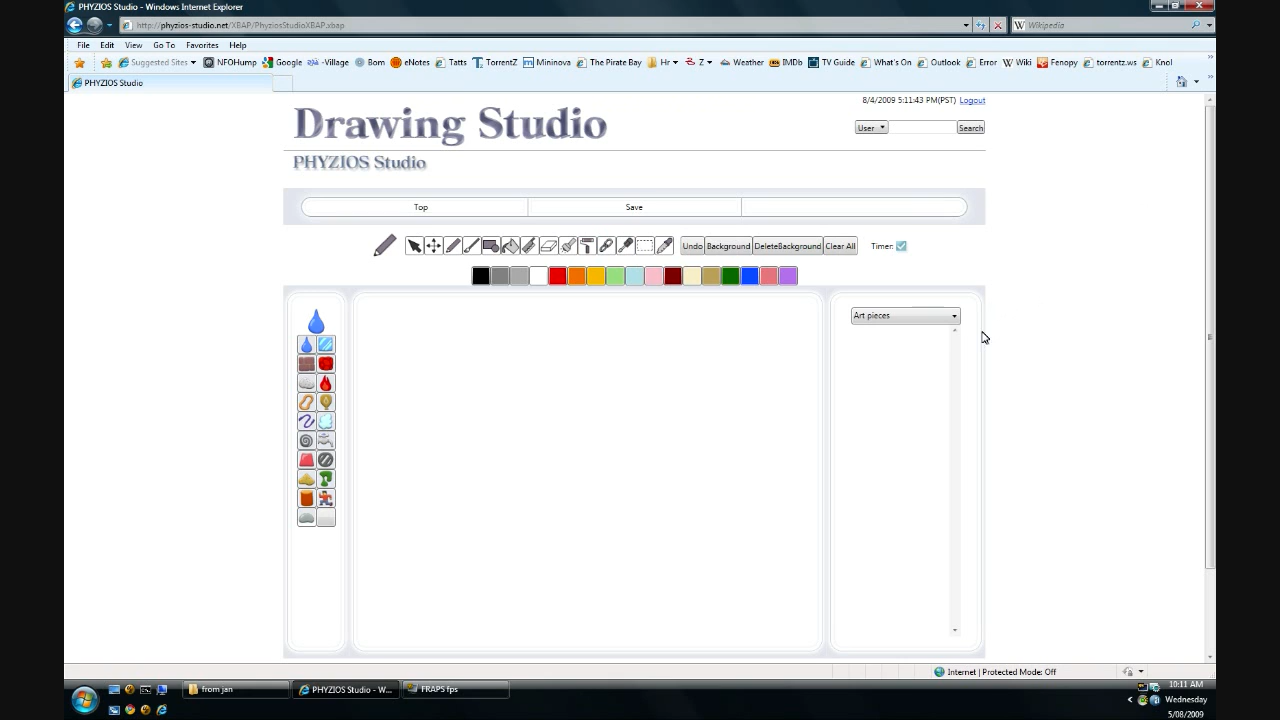 PHYZIOS Studio - Windows Internet Explorer
http://phyzios-studio.net/XBAP/PhyziosStudioXBAP.xbap
Wikipedia
File Edit View Go To Favorites Help
Suggested Sites NFOHump Google -Village Bom eNotes Tatts TorrentZ Mininova The Pirate Bay Hr Z Weather IMDb TV Guide What's On Outlook Error Wiki Fenopy torrentz.ws Knol
PHYZIOS Studio
8/4/2009 5:11:43 PM(PST) Logout
Drawing Studio
User Search
PHYZIOS Studio
Top Save
Undo Background DeleteBackground Clear All Timer:
Art pieces
Internet | Protected Mode: Off
from jan PHYZIOS Studio - W... FRAPS fps
10:11 AM
Wednesday
5/08/2009